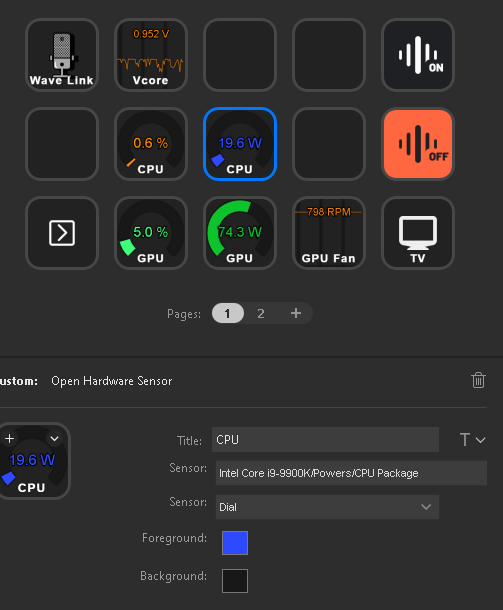 0.952 V
Wave Link
Vcore
ON
0.6 %
19.6 W
CPU
CPU
OFF
5.0 %
74.3 W
798 RPM
GPU
GPU
GPU Fan
TV
Pages:
1
2
+
ustom:
Open Hardware Sensor
+
19.6 W
CPU
Title:
CPU
T
Sensor:
Intel Core i9-9900K/Powers/CPU Package
Sensor:
Dial
Foreground:
Background: